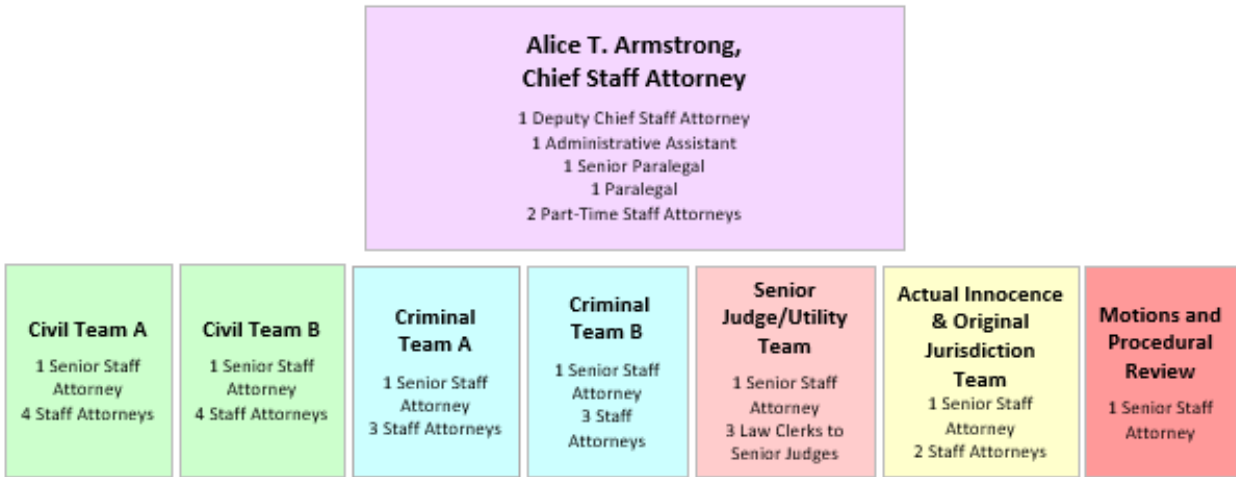 Alice T. Armstrong,
Chief Staff Attorney
1 Deputy Chief Staff Attorney
1 Administrative Assistant
1 Senior Paralegal
1 Paralegal
2 Part-Time Staff Attorneys
Civil Team A
1 Senior Staff
Attorney
4 Staff Attorneys
Civil Team B
1 Senior Staff
Attorney
4 Staff Attorneys
Criminal
Team A
1 Senior Staff
Attorney
3 Staff Attorneys
Criminal
Team B
1 Senior Staff
Attorney
3 Staff
Attorneys
Senior
Judge/Utility
Team
1 Senior Staff
Attorney
3 Law Clerks to
Senior Judges
Actual Innocence
& Original
Jurisdiction
Team
1 Senior Staff
Attorney
2 Staff Attorneys
Motions and
Procedural
Review
1 Senior Staff
Attorney